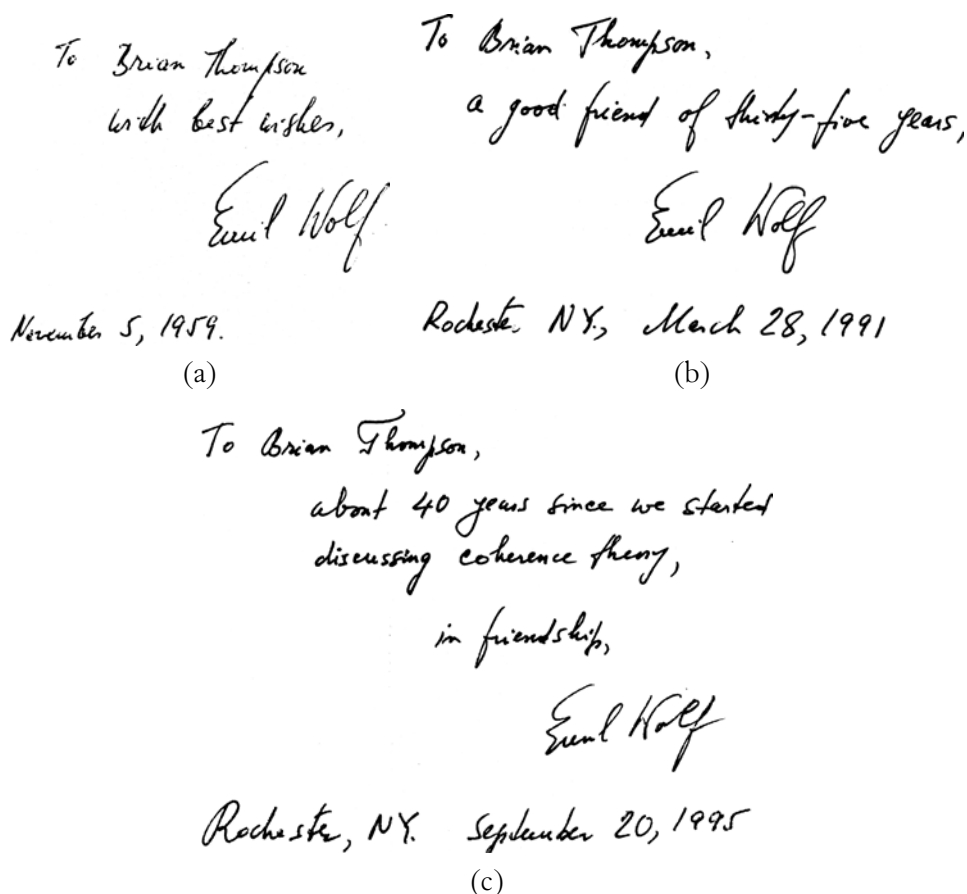 To Brian Thompson
with best wishes,
Emil Wolf
November 5, 1959.
(a)
To Brian Thompson,
a good friend of thirty-five years,
Emil Wolf
Rochester, NY., March 28, 1991
(b)
To Brian Thompson,
about 40 years since we started
discussing coherence theory,
in friendship,
Emil Wolf
Rochester, NY. September 20, 1995
(c)